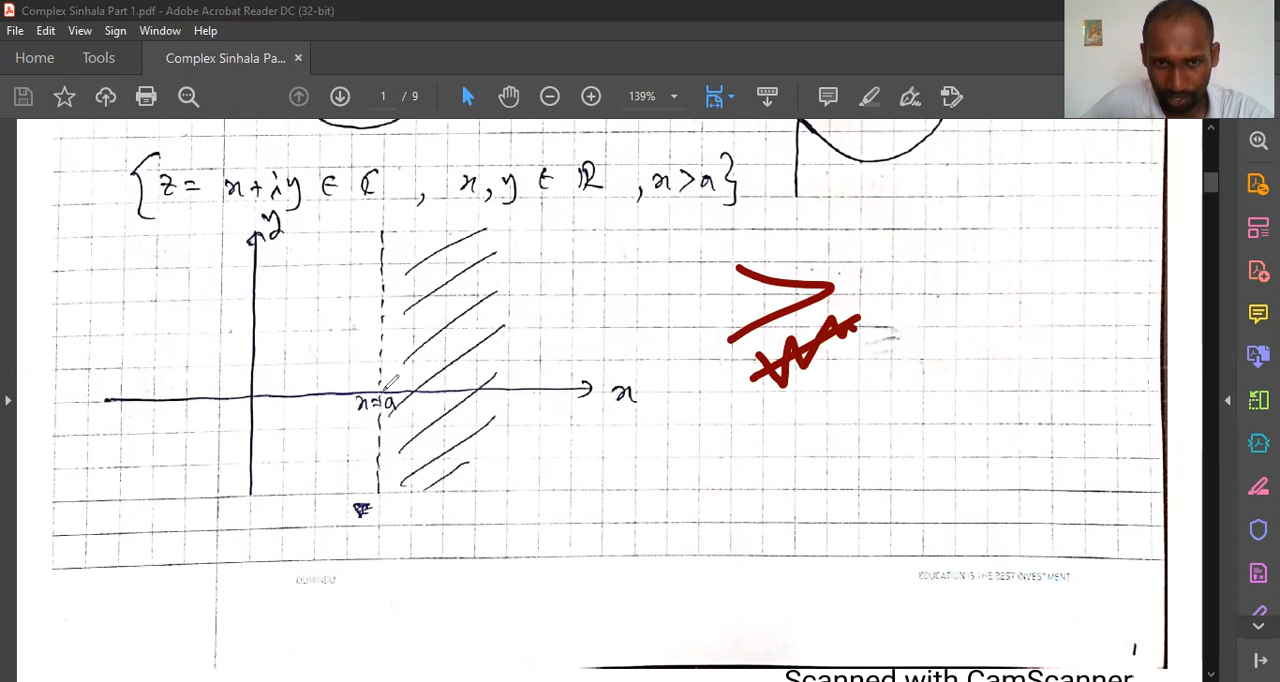 Complex Sinhala Part 1.pdf - Adobe Acrobat Reader DC (32-bit)
File Edit View Sign Window Help
Home Tools Complex Sinhala Pa... ×
1 / 9 139%
{z = x+iy ∈ ℂ , x, y ∈ ℝ , x>a}
y
x=a
x
>
EDUCATION IS THE BEST INVESTMENT
1
Scanned with CamScanner